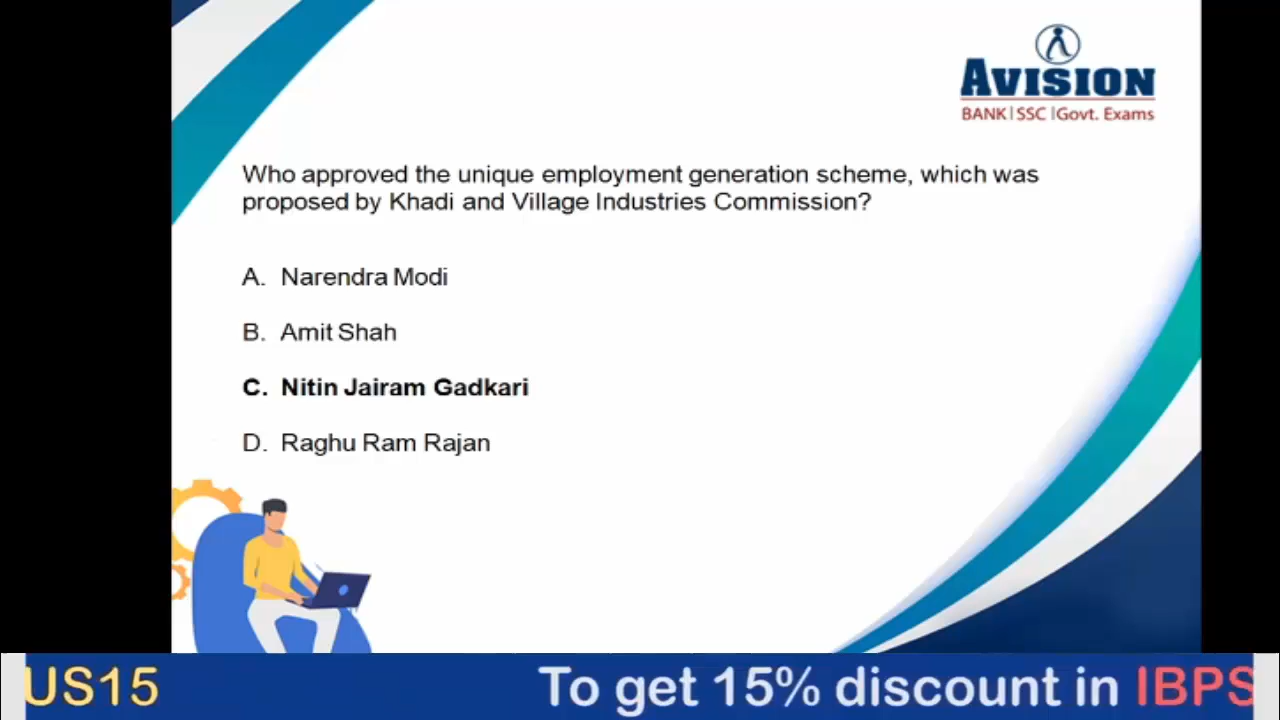 AVISION
BANK|SSC|Govt. Exams
Who approved the unique employment generation scheme, which was
proposed by Khadi and Village Industries Commission?
A. Narendra Modi
B. Amit Shah
C. Nitin Jairam Gadkari
D. Raghu Ram Rajan
US15 To get 15% discount in IBPS